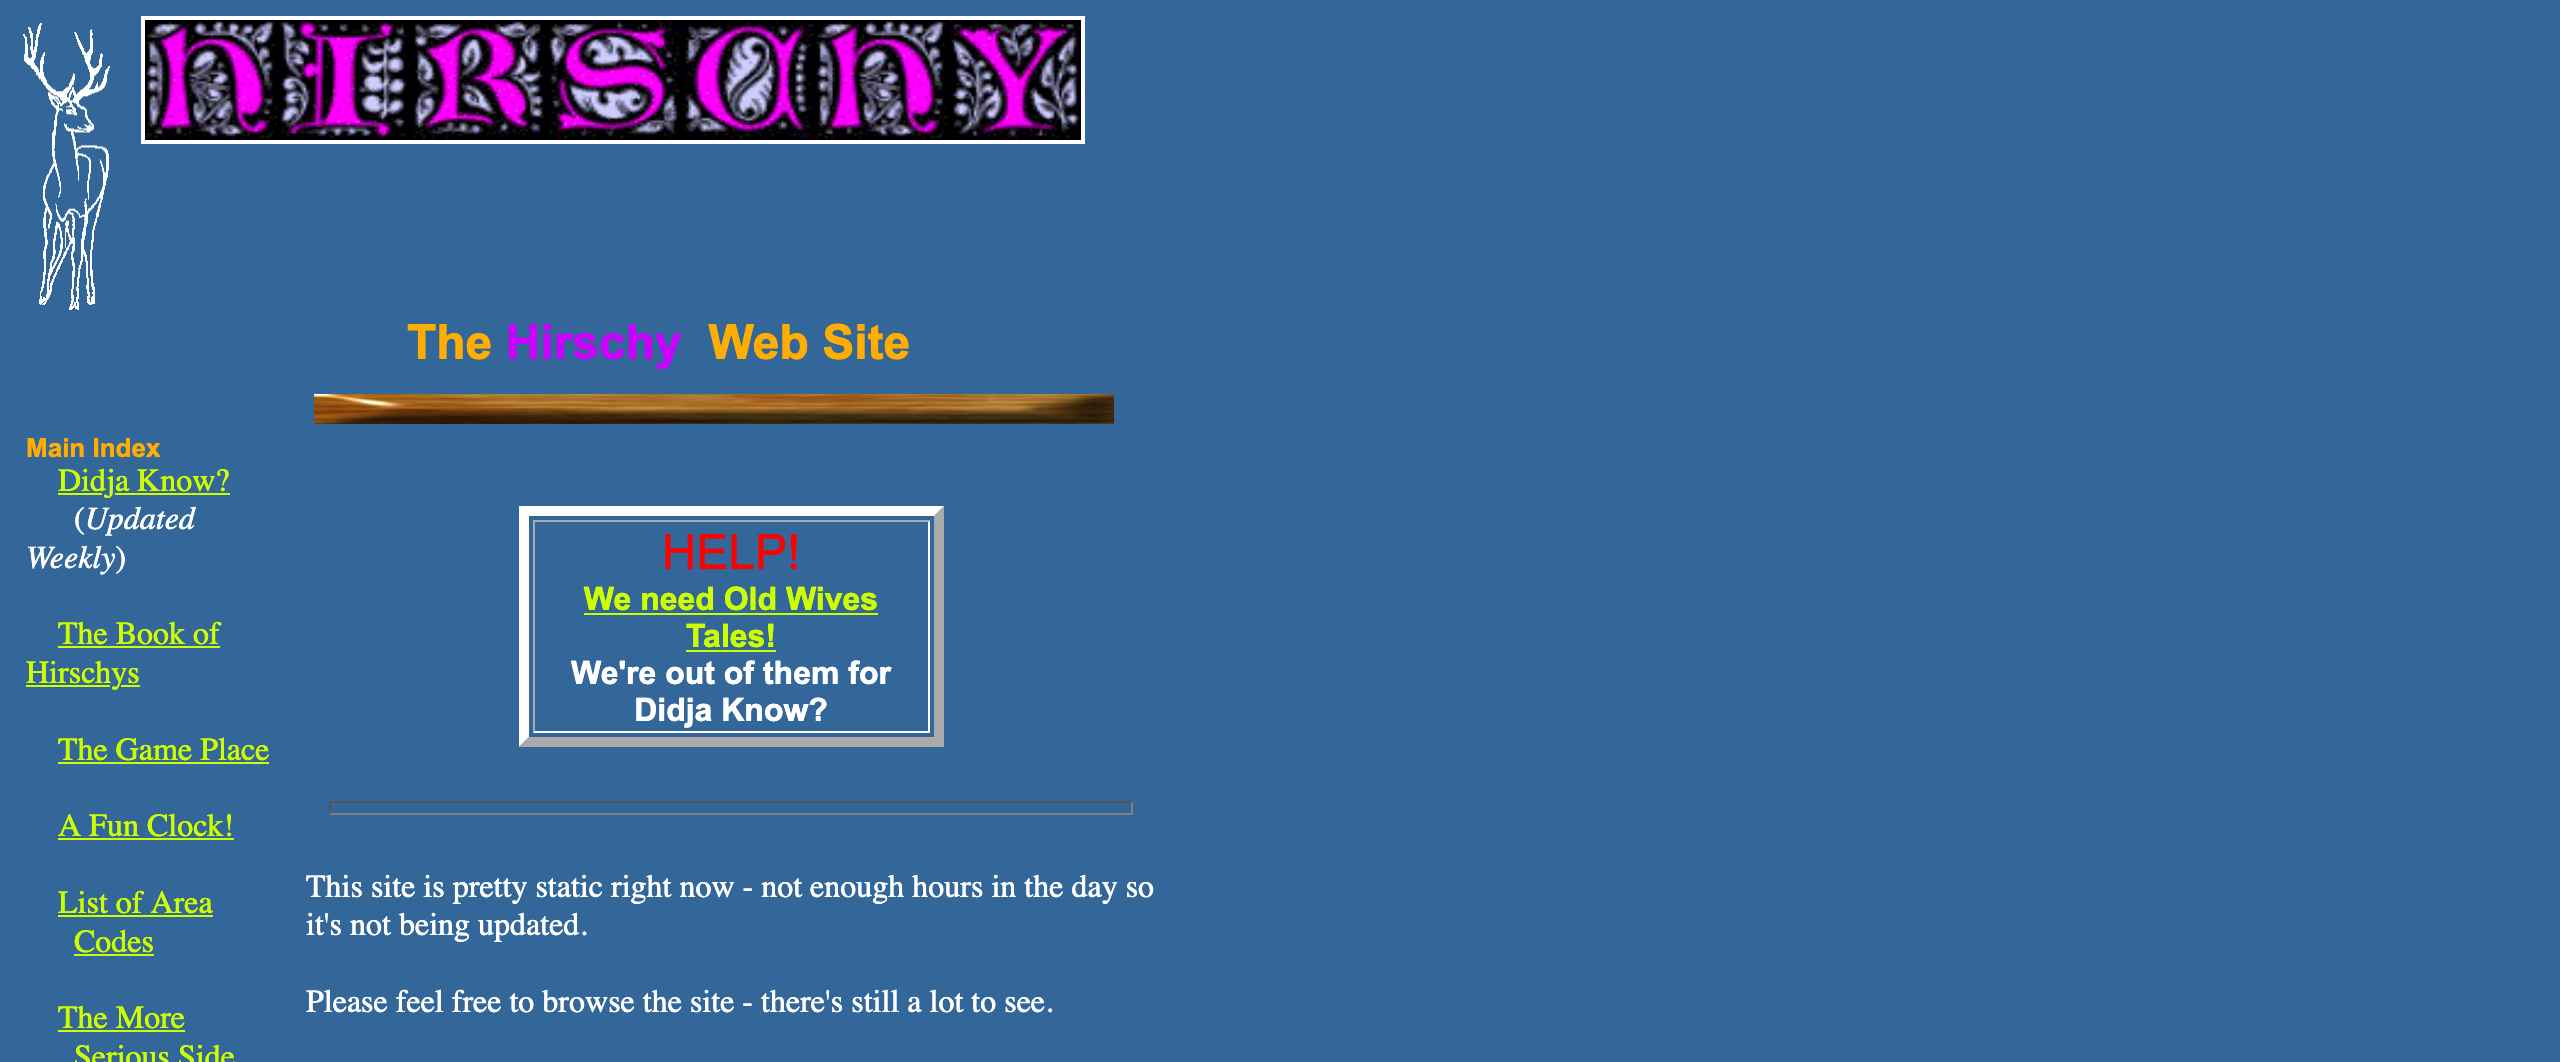 HIRSCHY
The Hirschy Web Site
Main Index
Didja Know?
(Updated
Weekly)
The Book of
Hirschys
The Game Place
A Fun Clock!
List of Area
Codes
The More
Serious Side
HELP!
We need Old Wives
Tales!
We're out of them for
Didja Know?
This site is pretty static right now - not enough hours in the day so
it's not being updated.
Please feel free to browse the site - there's still a lot to see.